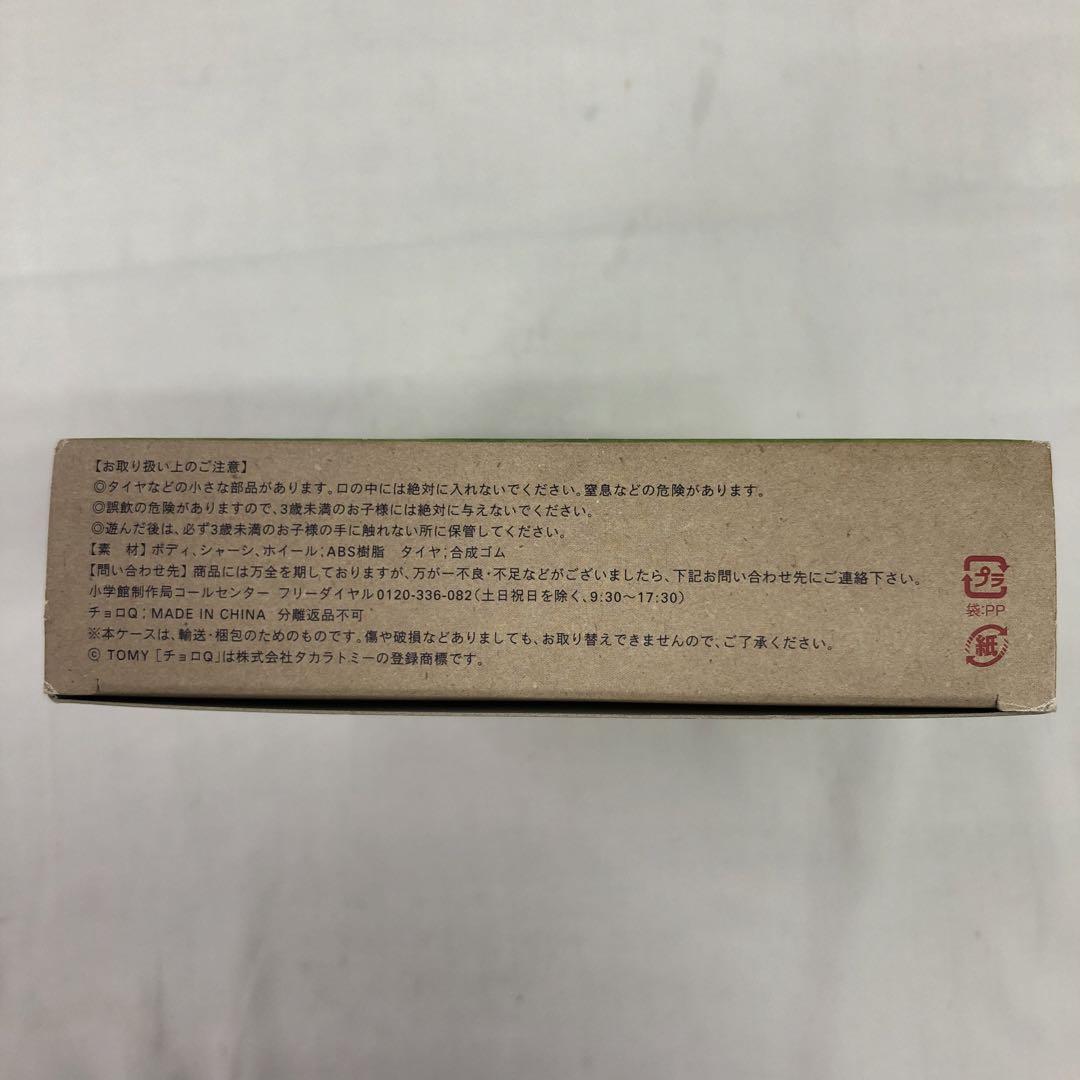 【お取り扱い上のご注意】
◎タイヤなどの小さな部品があります。口の中には絶対に入れないでください。窒息などの危険があります。
◎誤飲の危険がありますので、3歳未満のお子様には絶対に与えないでください。
◎遊んだ後は、必ず3歳未満のお子様の手に触れない所に保管してください。
【素　材】ボディ、シャーシ、ホイール;ABS樹脂　タイヤ;合成ゴム
【問い合わせ先】商品には万全を期しておりますが、万が一不良・不足などがございましたら、下記お問い合わせ先にご連絡下さい。
小学館制作局コールセンター フリーダイヤル0120-336-082(土日祝日を除く、9:30〜17:30)
チョロQ;MADE IN CHINA 分離返品不可
※本ケースは、輸送・梱包のためのものです。傷や破損などありましても、お取り替えできませんので、ご了承ください。
© TOMY [チョロQ]は株式会社タカラトミーの登録商標です。
プラ
袋:PP
紙